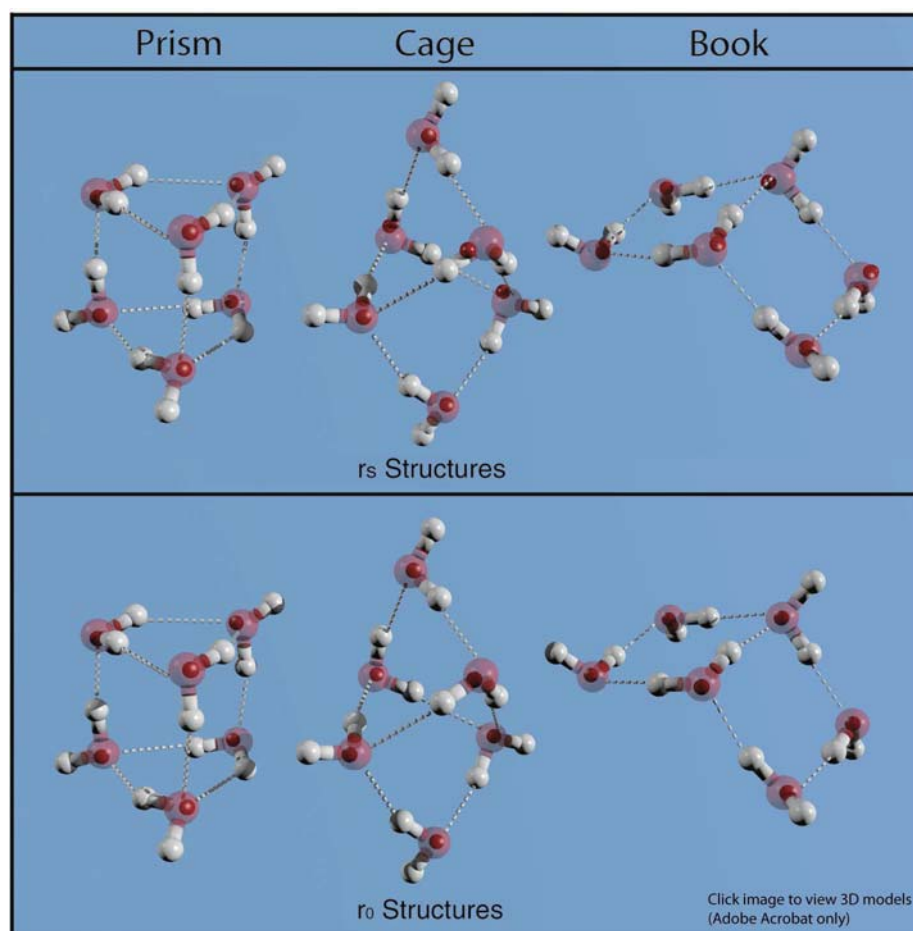 Prism Cage Book
rs Structures
r0 Structures
Click image to view 3D models
(Adobe Acrobat only)